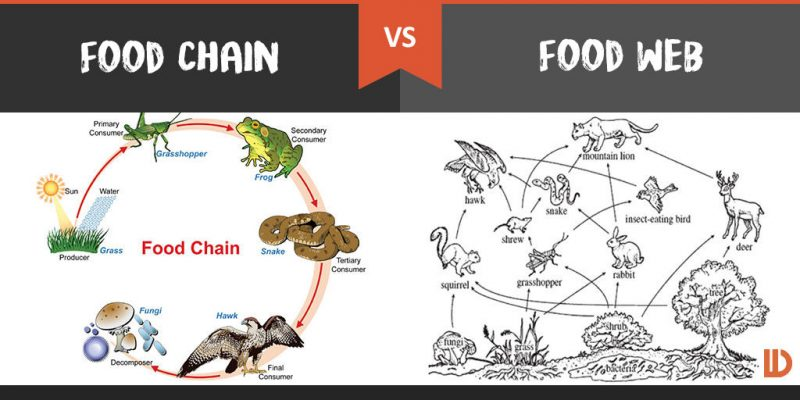 FOOD CHAIN
VS
FOOD WEB
Primary
Consumer
Grasshopper
Secondary
Consumer
Frog
Sun
Water
Grass
Producer
Food Chain
Snake
Tertiary
Consumer
Fungi
Decomposer
Hawk
Final
Consumer
mountain lion
hawk
snake
insect-eating bird
deer
shrew
squirrel
grasshopper
rabbit
tree
fungi
grass
shrub
bacteria